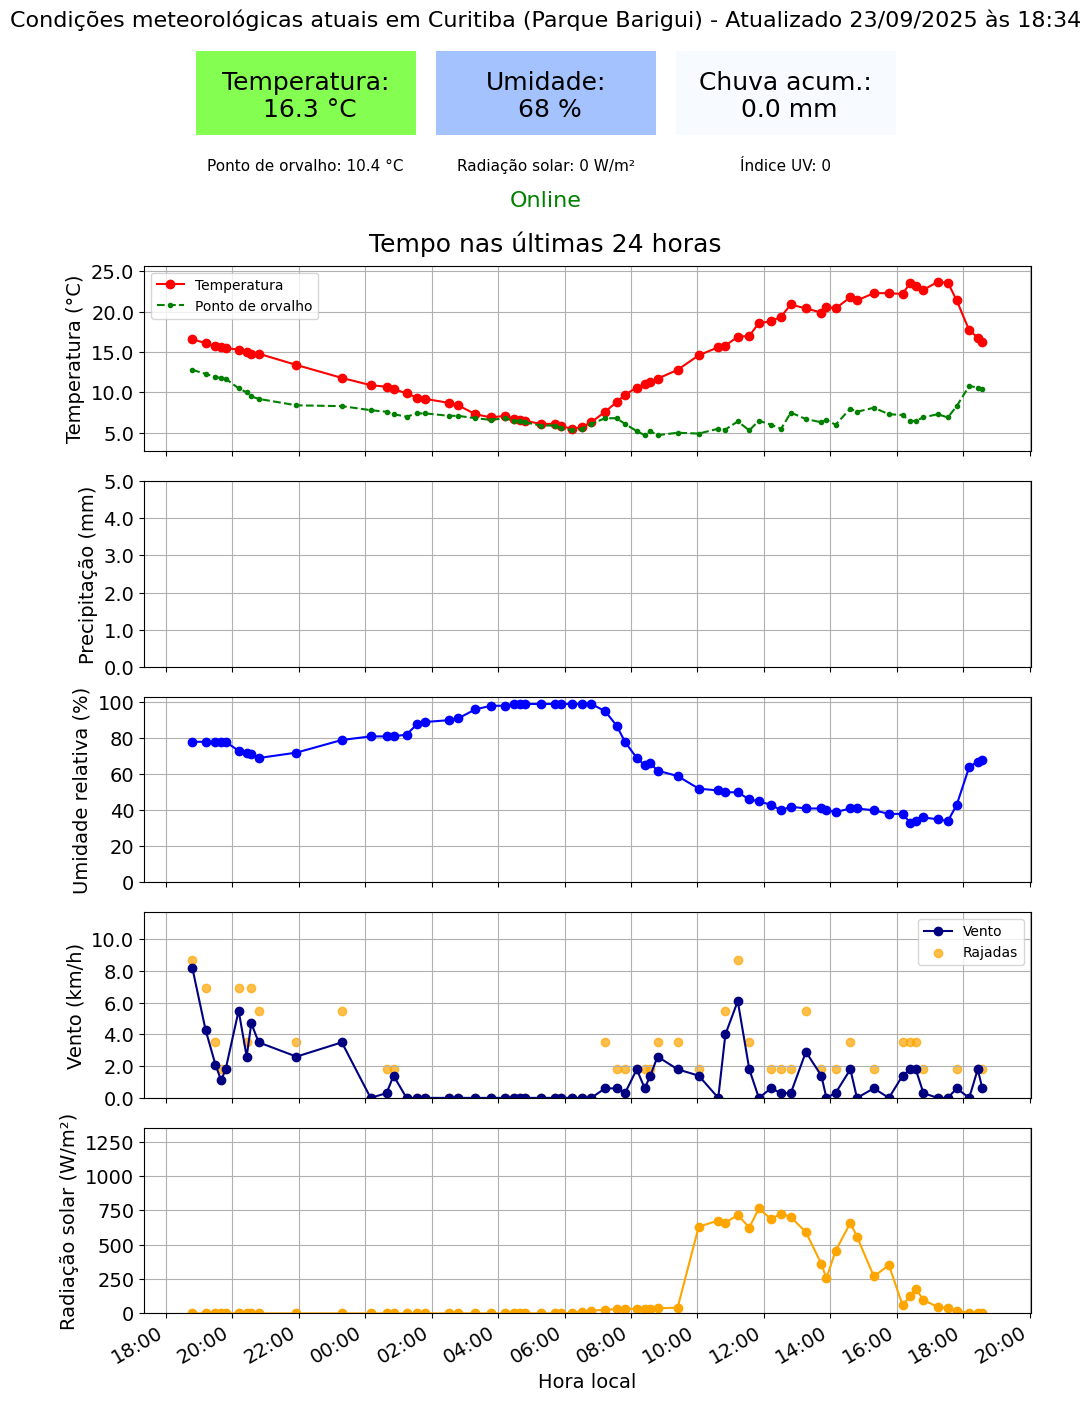 Condições meteorológicas atuais em Curitiba (Parque Barigui) - Atualizado 23/09/2025 às 18:34
Temperatura:
16.3 °C
Umidade:
68 %
Chuva acum.:
0.0 mm
Ponto de orvalho: 10.4 °C
Radiação solar: 0 W/m²
Índice UV: 0
Online
Tempo nas últimas 24 horas
Temperatura (°C)
25.0
20.0
15.0
10.0
5.0
Temperatura
Ponto de orvalho
Precipitação (mm)
5.0
4.0
3.0
2.0
1.0
0.0
Umidade relativa (%)
100
80
60
40
20
0
Vento (km/h)
10.0
8.0
6.0
4.0
2.0
0.0
Vento
Rajadas
Radiação solar (W/m²)
1250
1000
750
500
250
0
18:00
20:00
22:00
00:00
02:00
04:00
06:00
08:00
10:00
12:00
14:00
16:00
18:00
20:00
Hora local